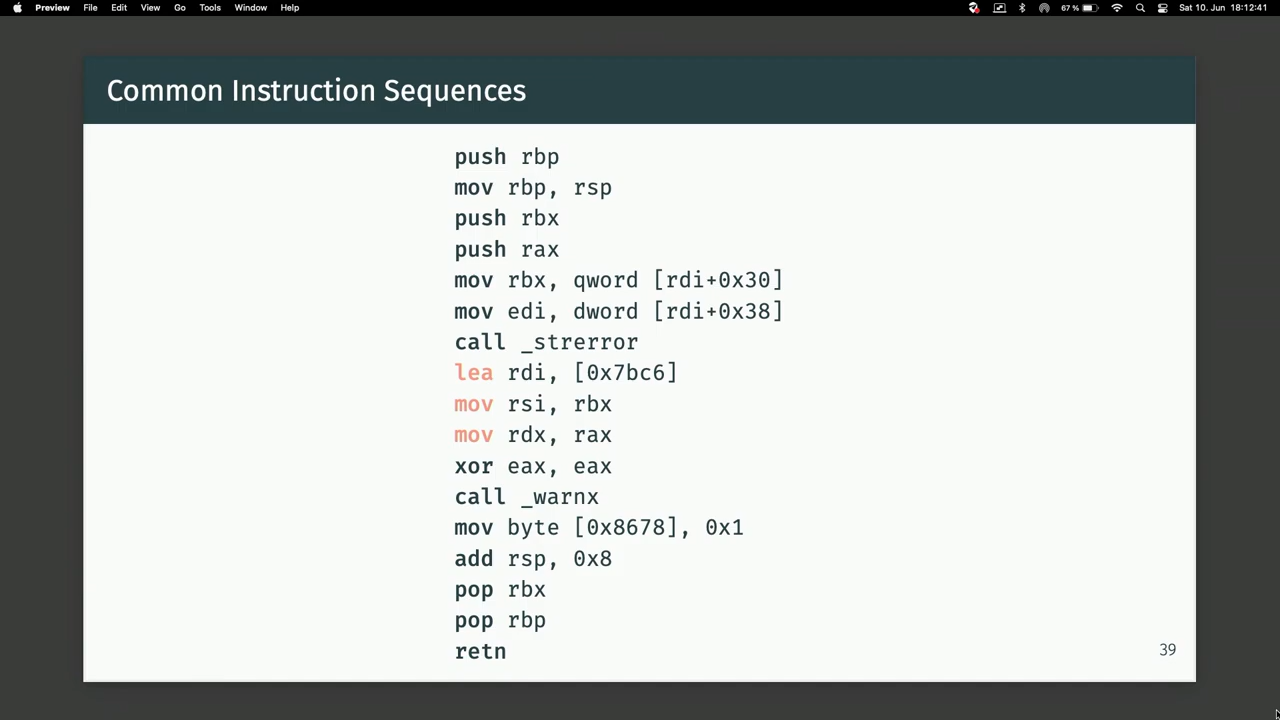 Preview File Edit View Go Tools Window Help 67 % Sat 10. Jun 18:12:41
Common Instruction Sequences
push rbp
mov rbp, rsp
push rbx
push rax
mov rbx, qword [rdi+0x30]
mov edi, dword [rdi+0x38]
call _strerror
lea rdi, [0x7bc6]
mov rsi, rbx
mov rdx, rax
xor eax, eax
call _warnx
mov byte [0x8678], 0x1
add rsp, 0x8
pop rbx
pop rbp
retn
39